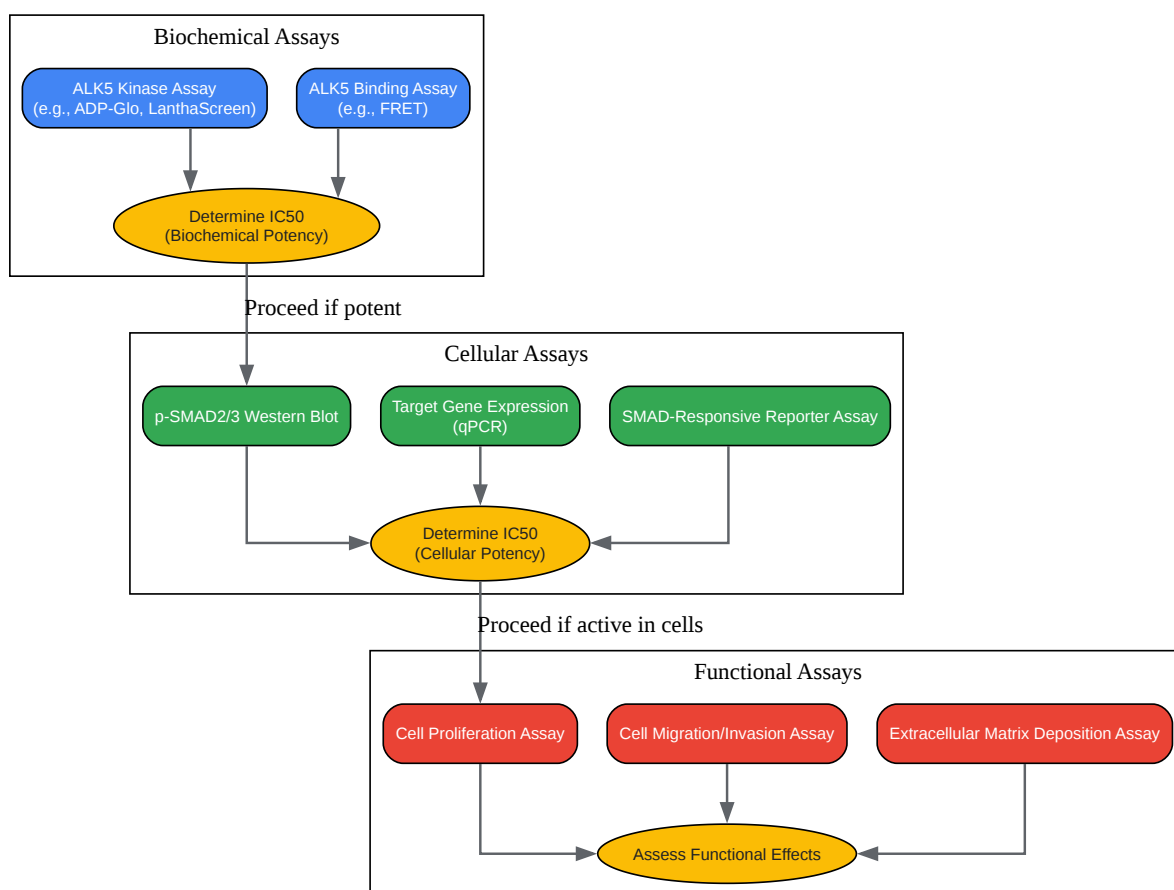 Biochemical Assays
ALK5 Kinase Assay
(e.g., ADP-Glo, LanthaScreen)
ALK5 Binding Assay
(e.g., FRET)
Determine IC50
(Biochemical Potency)
Proceed if potent
Cellular Assays
p-SMAD2/3 Western Blot
Target Gene Expression
(qPCR)
SMAD-Responsive Reporter Assay
Determine IC50
(Cellular Potency)
Proceed if active in cells
Functional Assays
Cell Proliferation Assay
Cell Migration/Invasion Assay
Extracellular Matrix Deposition Assay
Assess Functional Effects